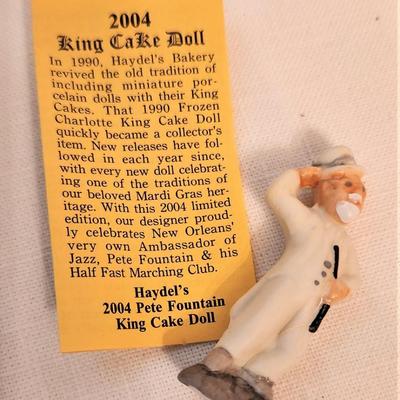 2004
King Cake Doll
In 1990, Haydel's Bakery
revived the old tradition of
including miniature por-
celain dolls with their King
Cakes. That 1990 Frozen
Charlotte King Cake Doll
quickly became a collector's
item. New releases have fol-
lowed in each year since,
with every new doll celebrat-
ing one of the traditions of
our beloved Mardi Gras her-
itage. With this 2004 limited
edition, our designer proud-
ly celebrates New Orleans'
very own Ambassador of
Jazz, Pete Fountain & his
Half Fast Marching Club.
Haydel's
2004 Pete Fountain
King Cake Doll